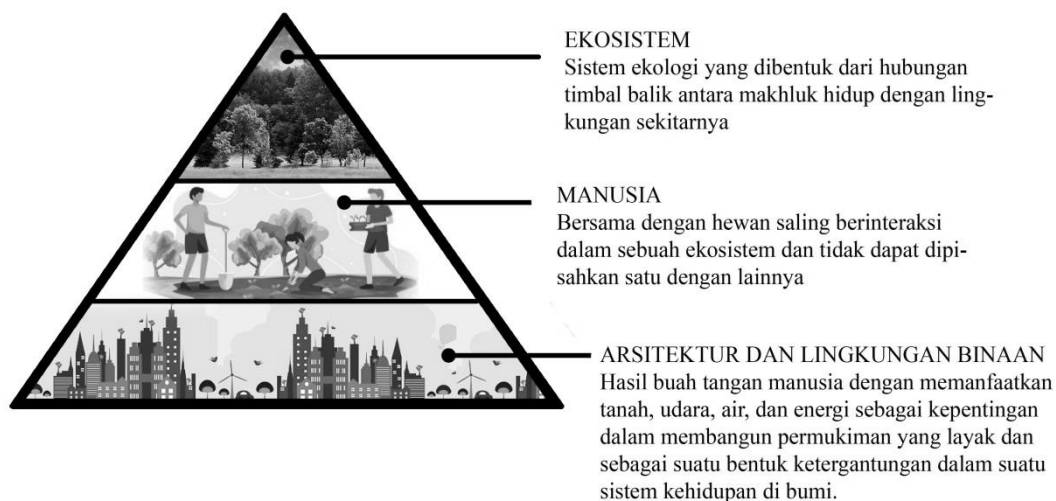 EKOSISTEM
Sistem ekologi yang dibentuk dari hubungan
timbal balik antara makhluk hidup dengan ling-
kungan sekitarnya
MANUSIA
Bersama dengan hewan saling berinteraksi
dalam sebuah ekosistem dan tidak dapat dipi-
sahkan satu dengan lainnya
ARSITEKTUR DAN LINGKUNGAN BINAAN
Hasil buah tangan manusia dengan memanfaatkan
tanah, udara, air, dan energi sebagai kepentingan
dalam membangun permukiman yang layak dan
sebagai suatu bentuk ketergantungan dalam suatu
sistem kehidupan di bumi.